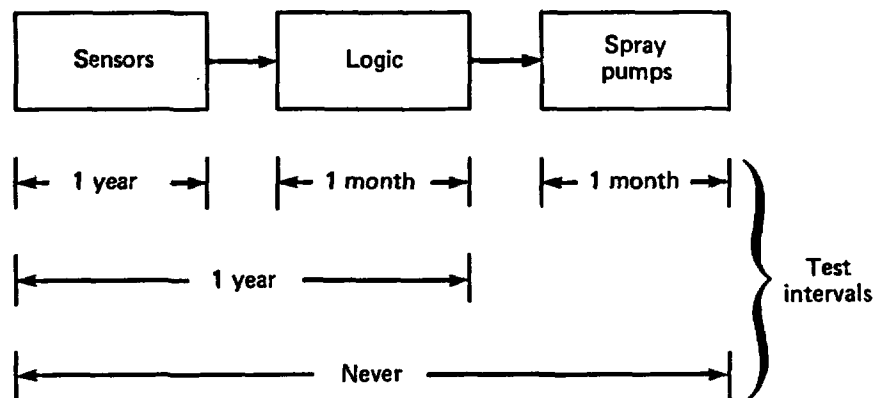 Sensors
Logic
Spray
pumps
1 year
1 month
1 month
1 year
Never
Test
intervals